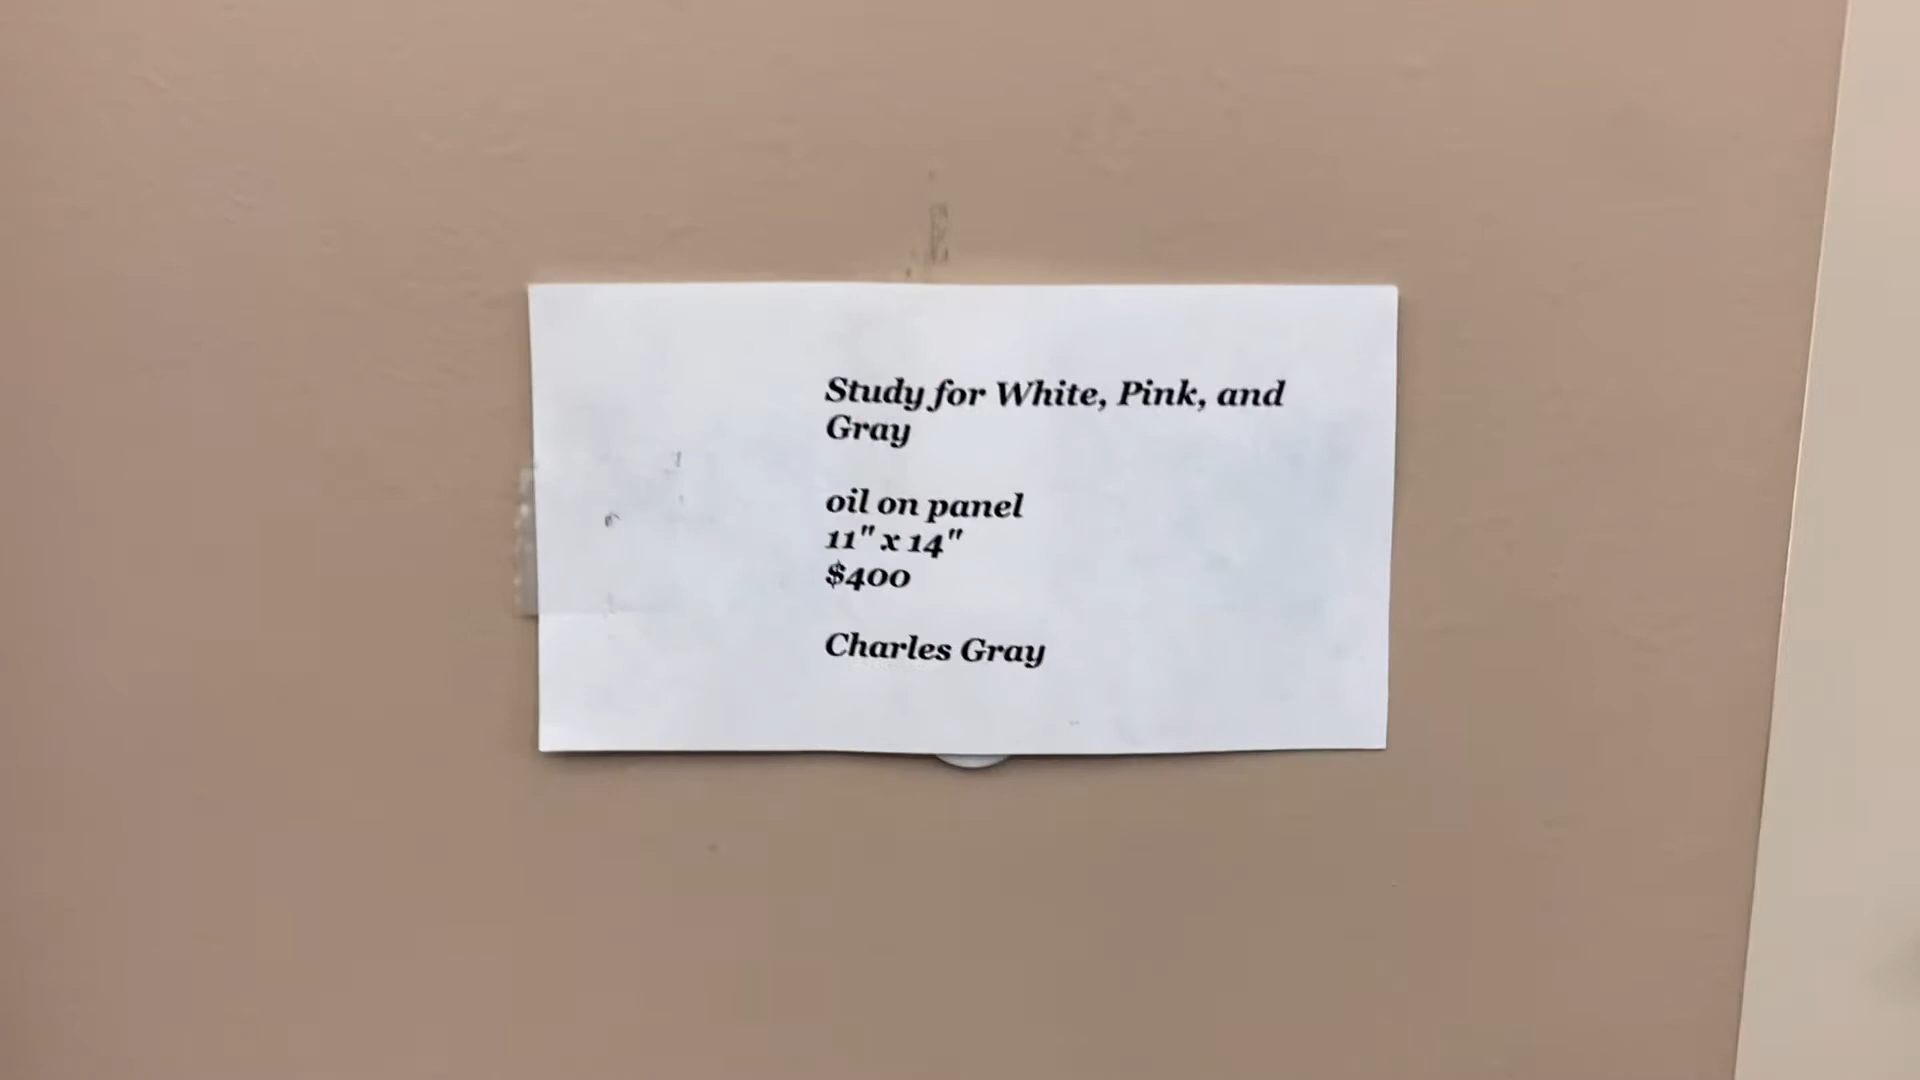 Study for White, Pink, and
Gray
oil on panel
11" x 14"
$400
Charles Gray